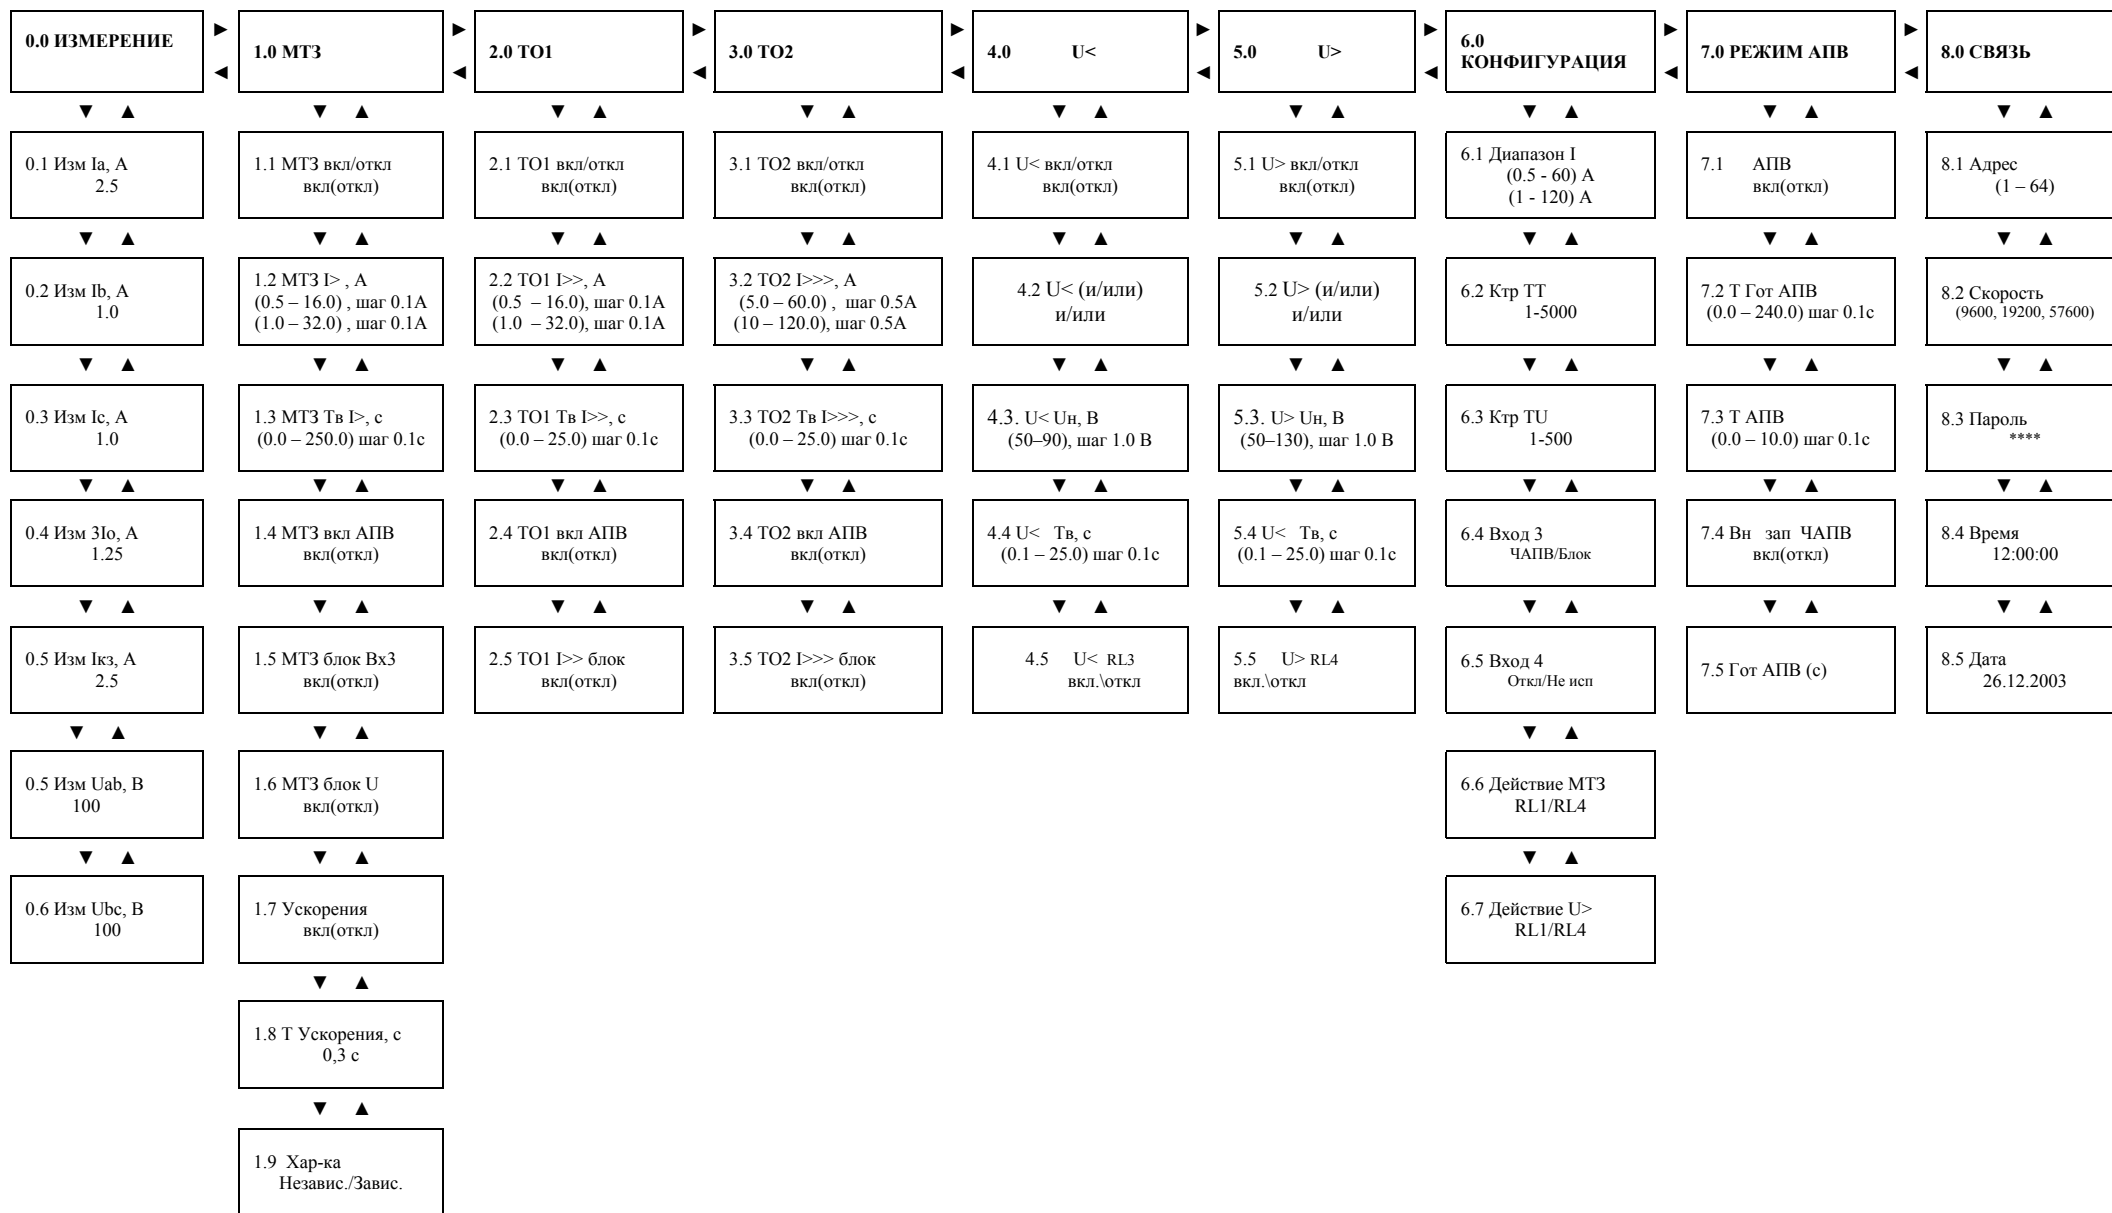 0.0 ИЗМЕРЕНИЕ
1.0 МТЗ
2.0 ТО1
3.0 ТО2
4.0 U<
5.0 U>
6.0
КОНФИГУРАЦИЯ
7.0 РЕЖИМ АПВ
8.0 СВЯЗЬ
0.1 Изм Ia, А
2.5
1.1 МТЗ вкл/откл
вкл(откл)
2.1 ТО1 вкл/откл
вкл(откл)
3.1 ТО2 вкл/откл
вкл(откл)
4.1 U< вкл/откл
вкл(откл)
5.1 U> вкл/откл
вкл(откл)
6.1 Диапазон I
(0.5 - 60) А
(1 - 120) А
7.1 АПВ
вкл(откл)
8.1 Адрес
(1 – 64)
0.2 Изм Ib, А
1.0
1.2 МТЗ I> , А
(0.5 – 16.0) , шаг 0.1А
(1.0 – 32.0) , шаг 0.1А
2.2 ТО1 I>>, А
(0.5 – 16.0), шаг 0.1А
(1.0 – 32.0), шаг 0.1А
3.2 ТО2 I>>>, А
(5.0 – 60.0) , шаг 0.5А
(10 – 120.0), шаг 0.5А
4.2 U< (и/или)
и/или
5.2 U> (и/или)
и/или
6.2 Ктр ТТ
1-5000
7.2 Т Гот АПВ
(0.0 – 240.0) шаг 0.1с
8.2 Скорость
(9600, 19200, 57600)
0.3 Изм Ic, А
1.0
1.3 МТЗ Тв I>, с
(0.0 – 250.0) шаг 0.1с
2.3 ТО1 Тв I>>, с
(0.0 – 25.0) шаг 0.1с
3.3 ТО2 Тв I>>>, с
(0.0 – 25.0) шаг 0.1с
4.3. U< Uн, В
(50–90), шаг 1.0 В
5.3. U> Uн, В
(50–130), шаг 1.0 В
6.3 Ктр TU
1-500
7.3 Т АПВ
(0.0 – 10.0) шаг 0.1с
8.3 Пароль
****
0.4 Изм 3Io, А
1.25
1.4 МТЗ вкл АПВ
вкл(откл)
2.4 ТО1 вкл АПВ
вкл(откл)
3.4 ТО2 вкл АПВ
вкл(откл)
4.4 U< Тв, с
(0.1 – 25.0) шаг 0.1с
5.4 U< Тв, с
(0.1 – 25.0) шаг 0.1с
6.4 Вход 3
ЧАПВ/Блок
7.4 Вн зап ЧАПВ
вкл(откл)
8.4 Время
12:00:00
0.5 Изм Iкз, А
2.5
1.5 МТЗ блок Вх3
вкл(откл)
2.5 ТО1 I>> блок
вкл(откл)
3.5 ТО2 I>>> блок
вкл(откл)
4.5 U< RL3
вкл.\откл
5.5 U> RL4
вкл.\откл
6.5 Вход 4
Откл/Не исп
7.5 Гот АПВ (с)
8.5 Дата
26.12.2003
0.5 Изм Uab, В
100
1.6 МТЗ блок U
вкл(откл)
6.6 Действие МТЗ
RL1/RL4
0.6 Изм Ubc, В
100
1.7 Ускорения
вкл(откл)
6.7 Действие U>
RL1/RL4
1.8 Т Ускорения, с
0,3 с
1.9 Хар-ка
Независ./Завис.